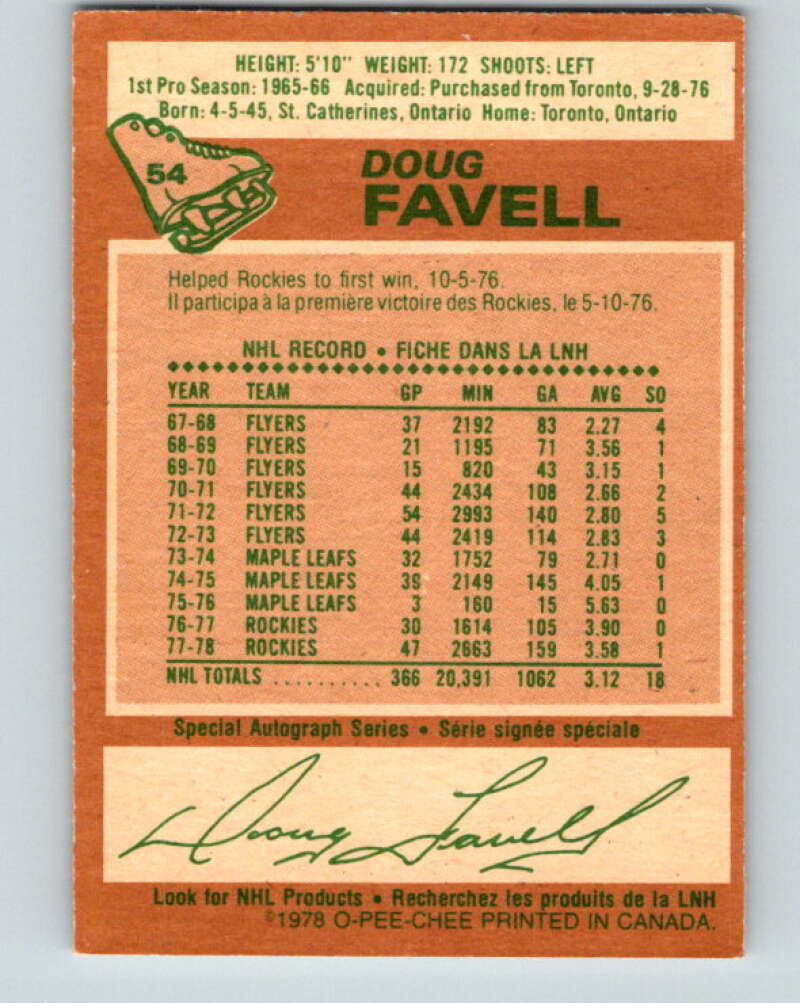 HEIGHT: 5'10" WEIGHT: 172 SHOOTS: LEFT
1st Pro Season: 1965-66 Acquired: Purchased from Toronto, 9-28-76
Born: 4-5-45, St. Catherines, Ontario Home: Toronto, Ontario
54
DOUG
FAVELL
Helped Rockies to first win, 10-5-76.
Il participa à la première victoire des Rockies, le 5-10-76.
NHL RECORD • FICHE DANS LA LNH
YEAR TEAM GP MIN GA AVG SO
67-68 FLYERS 37 2192 83 2.27 4
68-69 FLYERS 21 1195 71 3.56 1
69-70 FLYERS 15 820 43 3.15 1
70-71 FLYERS 44 2434 108 2.66 2
71-72 FLYERS 54 2993 140 2.80 5
72-73 FLYERS 44 2419 114 2.83 3
73-74 MAPLE LEAFS 32 1752 79 2.71 0
74-75 MAPLE LEAFS 39 2149 145 4.05 1
75-76 MAPLE LEAFS 3 160 15 5.63 0
76-77 ROCKIES 30 1614 105 3.90 0
77-78 ROCKIES 47 2663 159 3.58 1
NHL TOTALS .......... 366 20,391 1062 3.12 18
Special Autograph Series • Série signée spéciale
Doug Favell
Look for NHL Products • Recherchez les produits de la LNH
©1978 O-PEE-CHEE PRINTED IN CANADA.